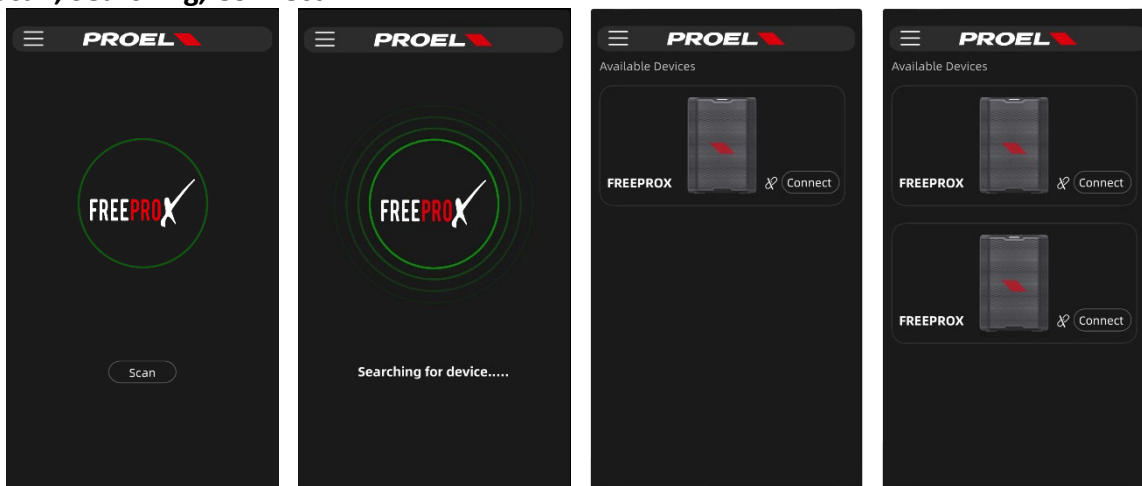 PROEL
FREEPROX
Scan
PROEL
FREEPROX
Searching for device.....
PROEL
Available Devices
FREEPROX
Connect
PROEL
Available Devices
FREEPROX
Connect
FREEPROX
Connect